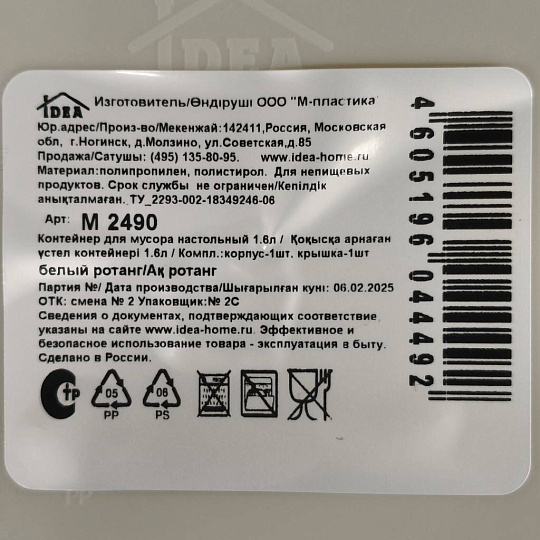 IDEA
IDEA Изготовитель/Өндіруші ООО "М-пластика"
Юр.адрес/Произ-во/Мекенжай:142411,Россия, Московская
обл, г.Ногинск, д.Молзино, ул.Советская,д.85
Продажа/Сатушы: (495) 135-80-95. www.idea-home.ru
Материал:полипропилен, полистирол. Для непищевых
продуктов. Срок службы не ограничен/Кепілдік
анықталмаған. ТУ_2293-002-18349246-06
Арт: М 2490
Контейнер для мусора настольный 1.6л / Қоқысқа арнаған
үстел контейнері 1.6л / Компл.:корпус-1шт, крышка-1шт
белый ротанг/Ақ ротанг
Партия №/ Дата производства/Шығарылған күні: 06.02.2025
ОТК: смена № 2 Упаковщик:№ 2С
Сведения о документах, подтверждающих соответствие,
указаны на сайте www.idea-home.ru. Эффективное и
безопасное использование товара - эксплуатация в быту.
Сделано в России.
СТР 05 06
PP PS
4 605196 044492
PP